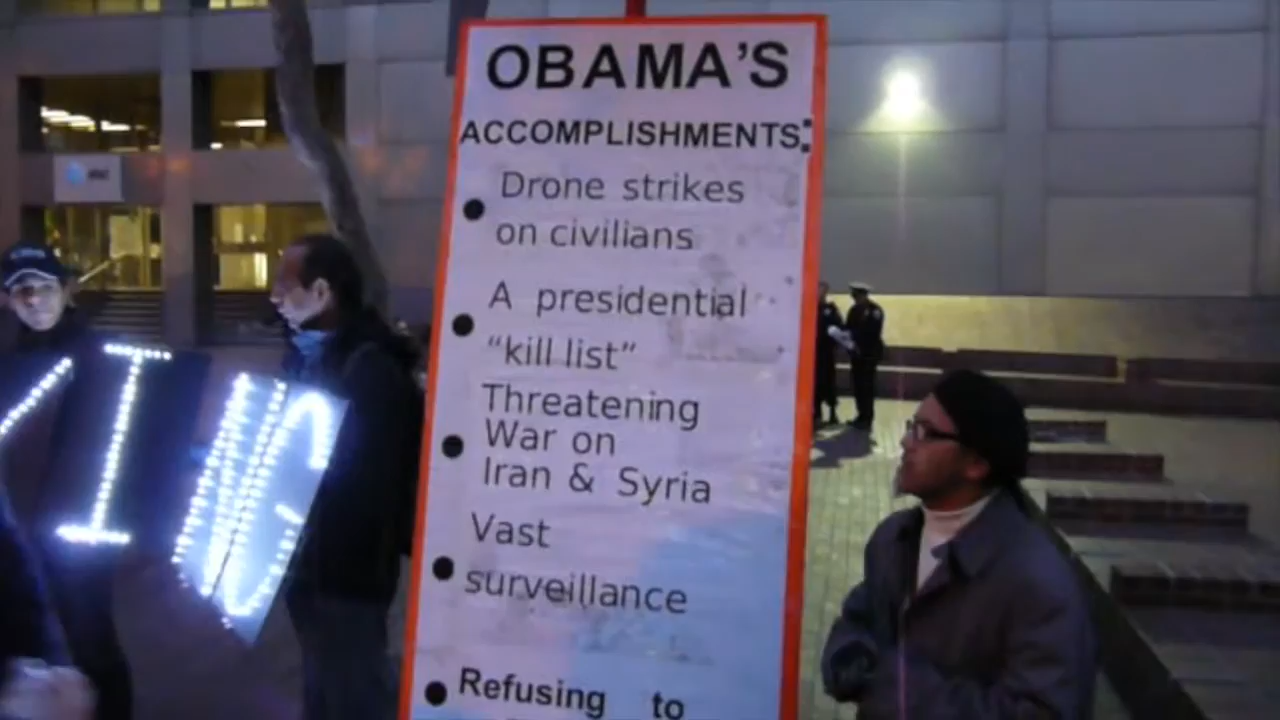 OBAMA'S
ACCOMPLISHMENTS:
Drone strikes
on civilians
A presidential
“kill list”
Threatening
War on
Iran & Syria
Vast
surveillance
Refusing to